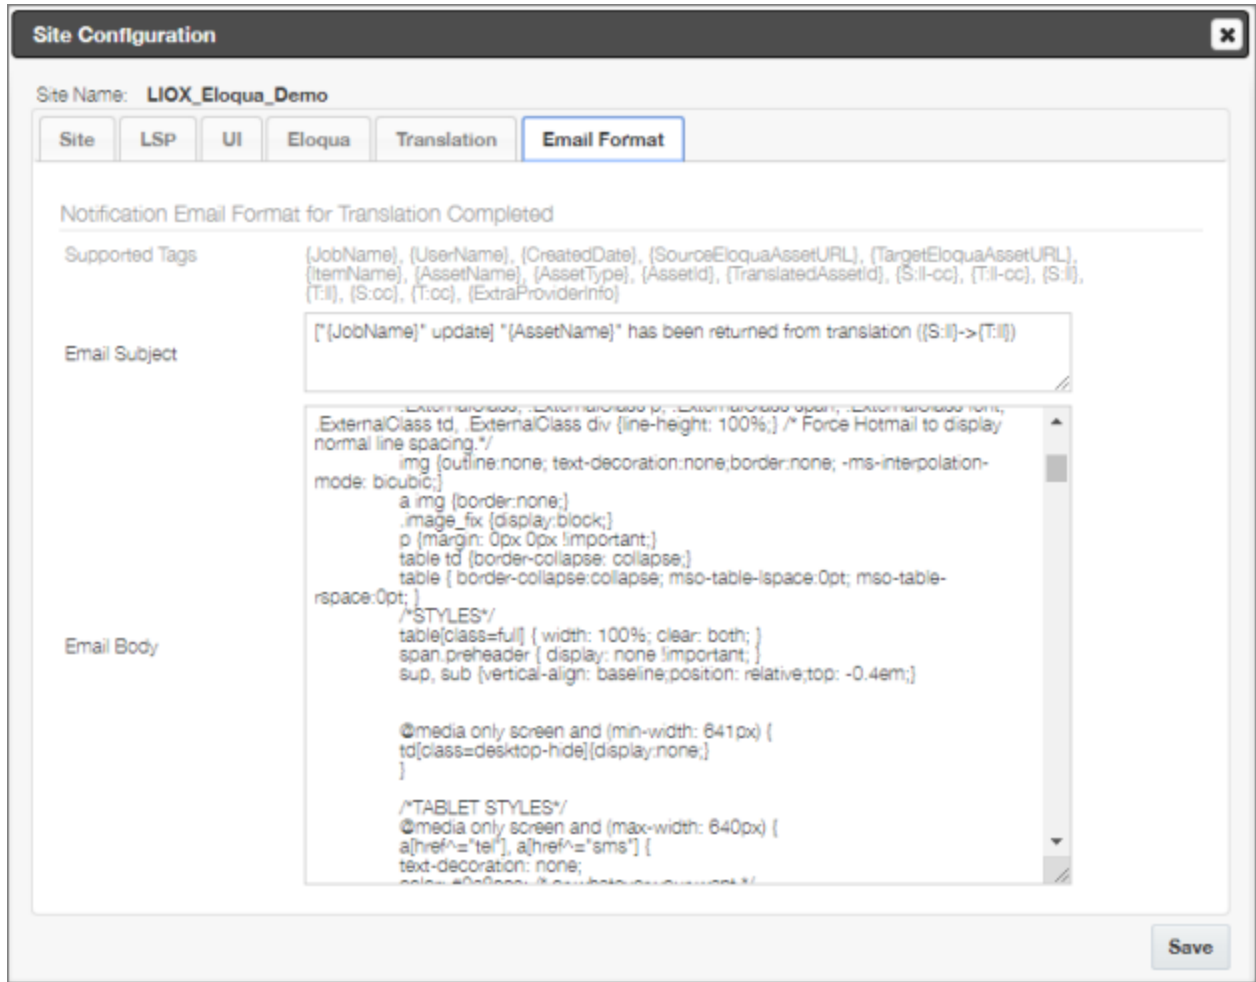 Site Configuration
Site Name: LIOX_Eloqua_Demo
Site LSP UI Eloqua Translation Email Format
Notification Email Format for Translation Completed
Supported Tags {JobName}, {UserName}, {CreatedDate}, {SourceEloquaAssetURL}, {TargetEloquaAssetURL},
{ItemName}, {AssetName}, {AssetType}, {AssetId}, {TranslatedAssetId}, {S:ll-cc}, {T:ll-cc}, {S:ll},
{T:ll}, {S:cc}, {T:cc}, {ExtraProviderInfo}
Email Subject
["{JobName}" update] "{AssetName}" has been returned from translation ({S:ll}->{T:ll})
Email Body
.ExternalClass, .ExternalClass p, .ExternalClass span, .ExternalClass font,
.ExternalClass td, .ExternalClass div {line-height: 100%;} /* Force Hotmail to display
normal line spacing.*/
img {outline:none; text-decoration:none;border:none; -ms-interpolation-
mode: bicubic;}
a img {border:none;}
.image_fix {display:block;}
p {margin: 0px 0px !important;}
table td {border-collapse: collapse;}
table { border-collapse:collapse; mso-table-lspace:0pt; mso-table-
rspace:0pt; }
/*STYLES*/
table[class=full] { width: 100%; clear: both; }
span.preheader { display: none !important; }
sup, sub {vertical-align: baseline;position: relative;top: -0.4em;}
@media only screen and (min-width: 641px) {
td[class=desktop-hide]{display:none;}
}
/*TABLET STYLES*/
@media only screen and (max-width: 640px) {
a[href^="tel"], a[href^="sms"] {
text-decoration: none;
Save